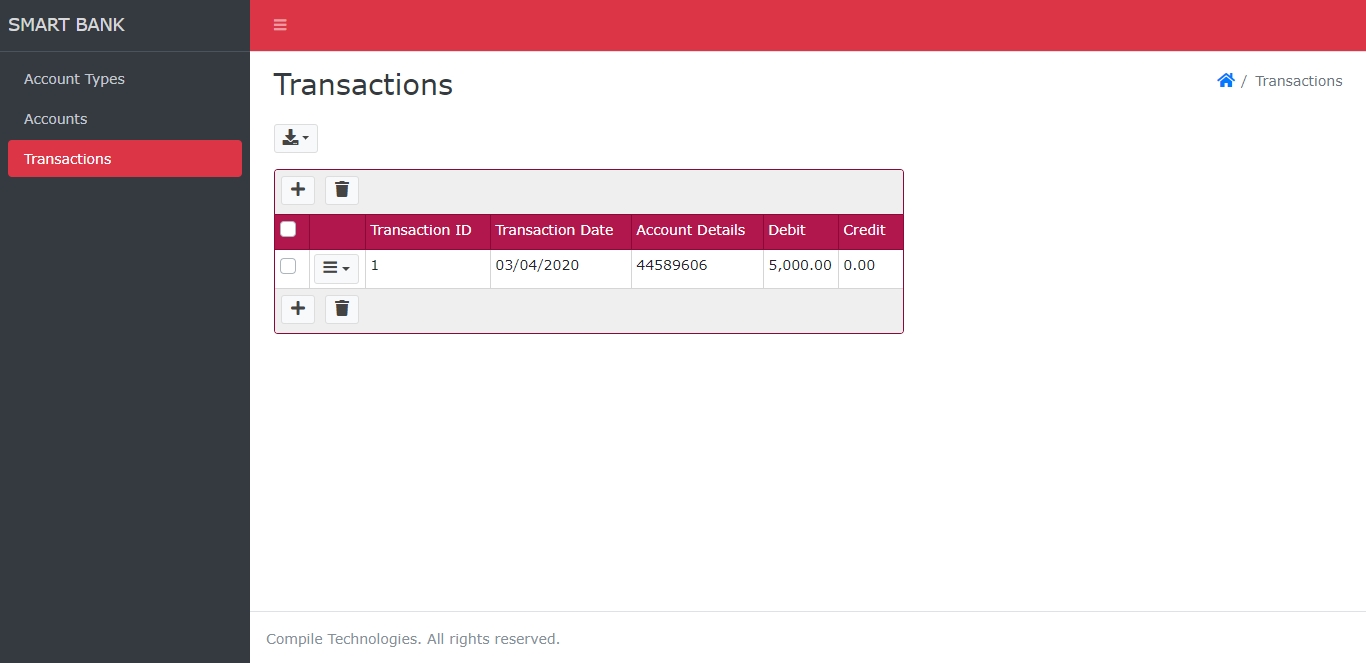 SMART BANK
Account Types
Accounts
Transactions
Transactions
/ Transactions
Transaction ID Transaction Date Account Details Debit Credit
1 03/04/2020 44589606 5,000.00 0.00
Compile Technologies. All rights reserved.